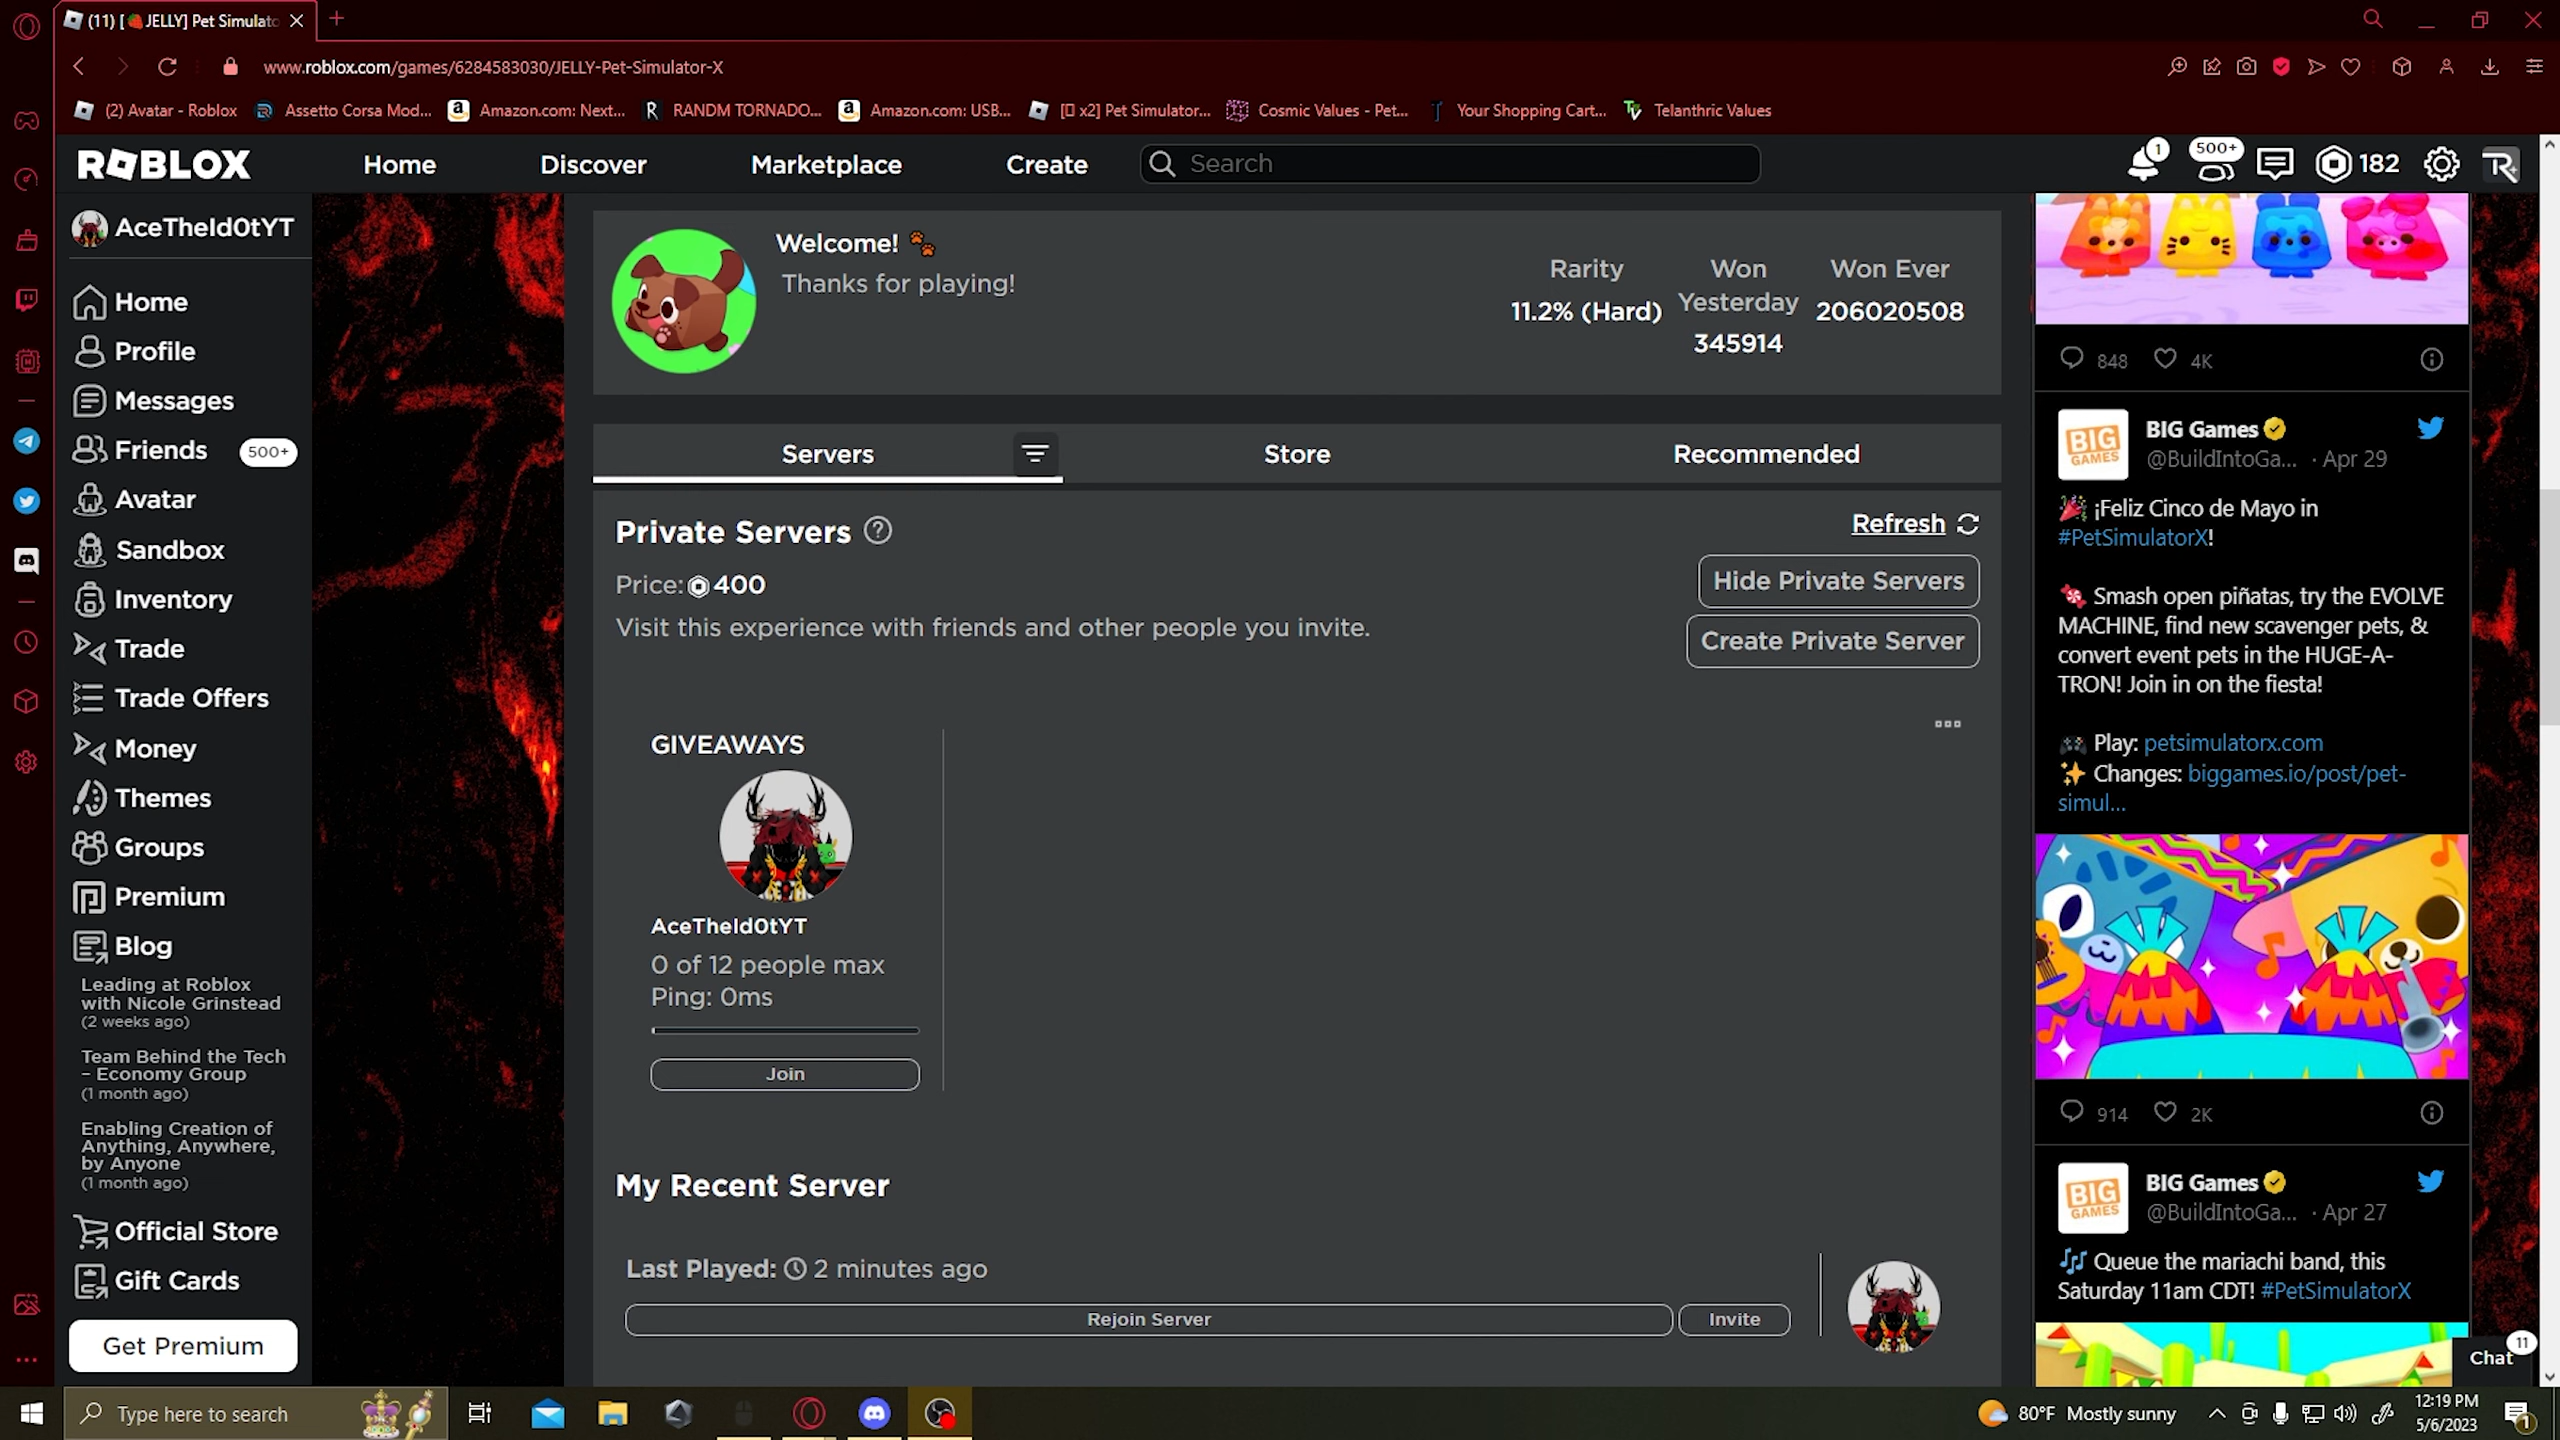 (11) [🍓JELLY] Pet Simulato
www.roblox.com/games/6284583030/JELLY-Pet-Simulator-X
(2) Avatar - Roblox
Assetto Corsa Mod...
Amazon.com: Next...
RANDM TORNADO...
Amazon.com: USB...
[▯ x2] Pet Simulator...
Cosmic Values - Pet...
Your Shopping Cart...
Telanthric Values
ROBLOX
Home
Discover
Marketplace
Create
Search
1
500+
182
AceTheId0tYT
Home
Profile
Messages
Friends
500+
Avatar
Sandbox
Inventory
Trade
Trade Offers
Money
Themes
Groups
Premium
Blog
Leading at Roblox
with Nicole Grinstead
(2 weeks ago)
Team Behind the Tech
– Economy Group
(1 month ago)
Enabling Creation of
Anything, Anywhere,
by Anyone
(1 month ago)
Official Store
Gift Cards
Get Premium
Welcome! 🐾
Thanks for playing!
Rarity
11.2% (Hard)
Won
Yesterday
345914
Won Ever
206020508
Servers
Store
Recommended
Private Servers
Refresh
Price: 400
Hide Private Servers
Visit this experience with friends and other people you invite.
Create Private Server
GIVEAWAYS
AceTheId0tYT
0 of 12 people max
Ping: 0ms
Join
My Recent Server
Last Played: 2 minutes ago
Rejoin Server
Invite
848
4K
BIG GAMES
BIG Games
@BuildIntoGa... · Apr 29
🎉 ¡Feliz Cinco de Mayo in
#PetSimulatorX!
🍬 Smash open piñatas, try the EVOLVE
MACHINE, find new scavenger pets, &
convert event pets in the HUGE-A-
TRON! Join in on the fiesta!
🎮 Play: petsimulatorx.com
✨ Changes: biggames.io/post/pet-
simul...
914
2K
BIG GAMES
BIG Games
@BuildIntoGa... · Apr 27
🎶 Queue the mariachi band, this
Saturday 11am CDT! #PetSimulatorX
Chat
11
Type here to search
80°F Mostly sunny
12:19 PM
5/6/2023
1